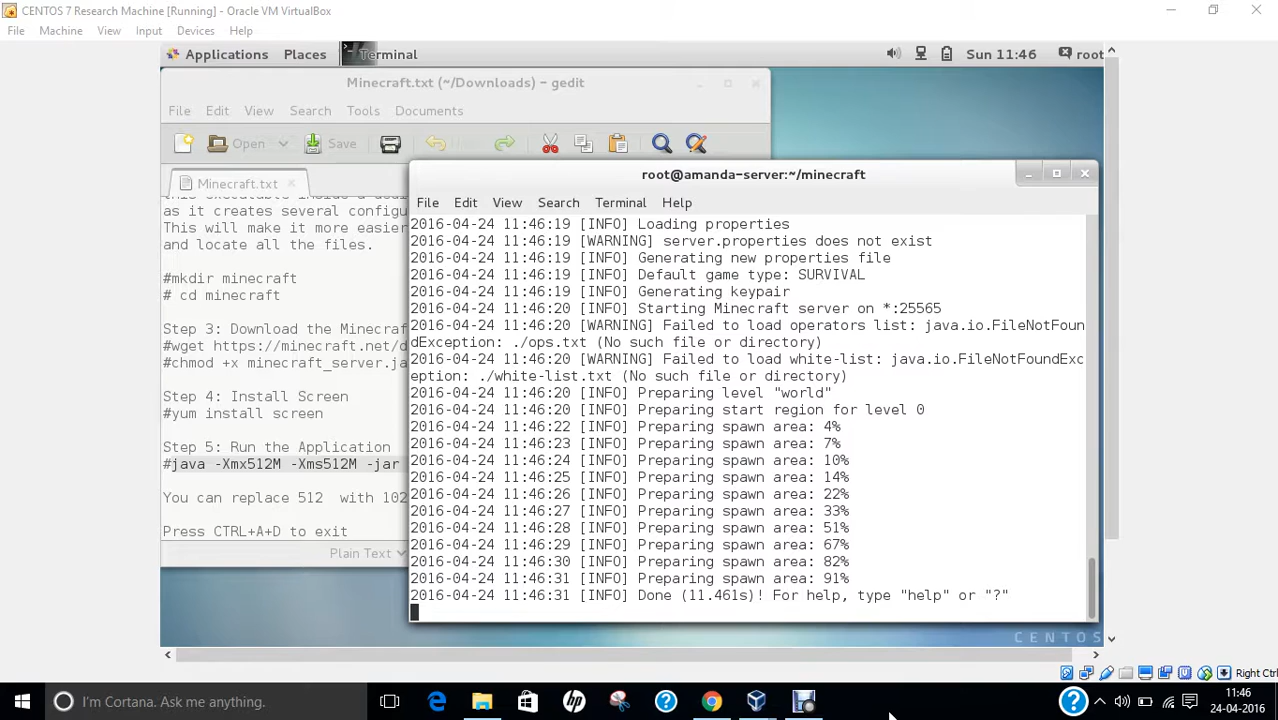 CENTOS 7 Research Machine [Running] - Oracle VM VirtualBox
File Machine View Input Devices Help
Applications Places Terminal Sun 11:46 root
Minecraft.txt (~/Downloads) - gedit
File Edit View Search Tools Documents
Open Save
Minecraft.txt
as it creates several configu
This will make it more easier
and locate all the files.
#mkdir minecraft
# cd minecraft
Step 3: Download the Minecraf
#wget https://minecraft.net/d
#chmod +x minecraft_server.ja
Step 4: Install Screen
#yum install screen
Step 5: Run the Application
#java -Xmx512M -Xms512M -jar
You can replace 512  with 102
Press CTRL+A+D to exit
Plain Text
root@amanda-server:~/minecraft
File Edit View Search Terminal Help
2016-04-24 11:46:19 [INFO] Loading properties
2016-04-24 11:46:19 [WARNING] server.properties does not exist
2016-04-24 11:46:19 [INFO] Generating new properties file
2016-04-24 11:46:19 [INFO] Default game type: SURVIVAL
2016-04-24 11:46:19 [INFO] Generating keypair
2016-04-24 11:46:20 [INFO] Starting Minecraft server on *:25565
2016-04-24 11:46:20 [WARNING] Failed to load operators list: java.io.FileNotFoun
dException: ./ops.txt (No such file or directory)
2016-04-24 11:46:20 [WARNING] Failed to load white-list: java.io.FileNotFoundExc
eption: ./white-list.txt (No such file or directory)
2016-04-24 11:46:20 [INFO] Preparing level "world"
2016-04-24 11:46:20 [INFO] Preparing start region for level 0
2016-04-24 11:46:22 [INFO] Preparing spawn area: 4%
2016-04-24 11:46:23 [INFO] Preparing spawn area: 7%
2016-04-24 11:46:24 [INFO] Preparing spawn area: 10%
2016-04-24 11:46:25 [INFO] Preparing spawn area: 14%
2016-04-24 11:46:26 [INFO] Preparing spawn area: 22%
2016-04-24 11:46:27 [INFO] Preparing spawn area: 33%
2016-04-24 11:46:28 [INFO] Preparing spawn area: 51%
2016-04-24 11:46:29 [INFO] Preparing spawn area: 67%
2016-04-24 11:46:30 [INFO] Preparing spawn area: 82%
2016-04-24 11:46:31 [INFO] Preparing spawn area: 91%
2016-04-24 11:46:31 [INFO] Done (11.461s)! For help, type "help" or "?"
CENTOS
Right Ctrl
I'm Cortana. Ask me anything.
11:46
24-04-2016